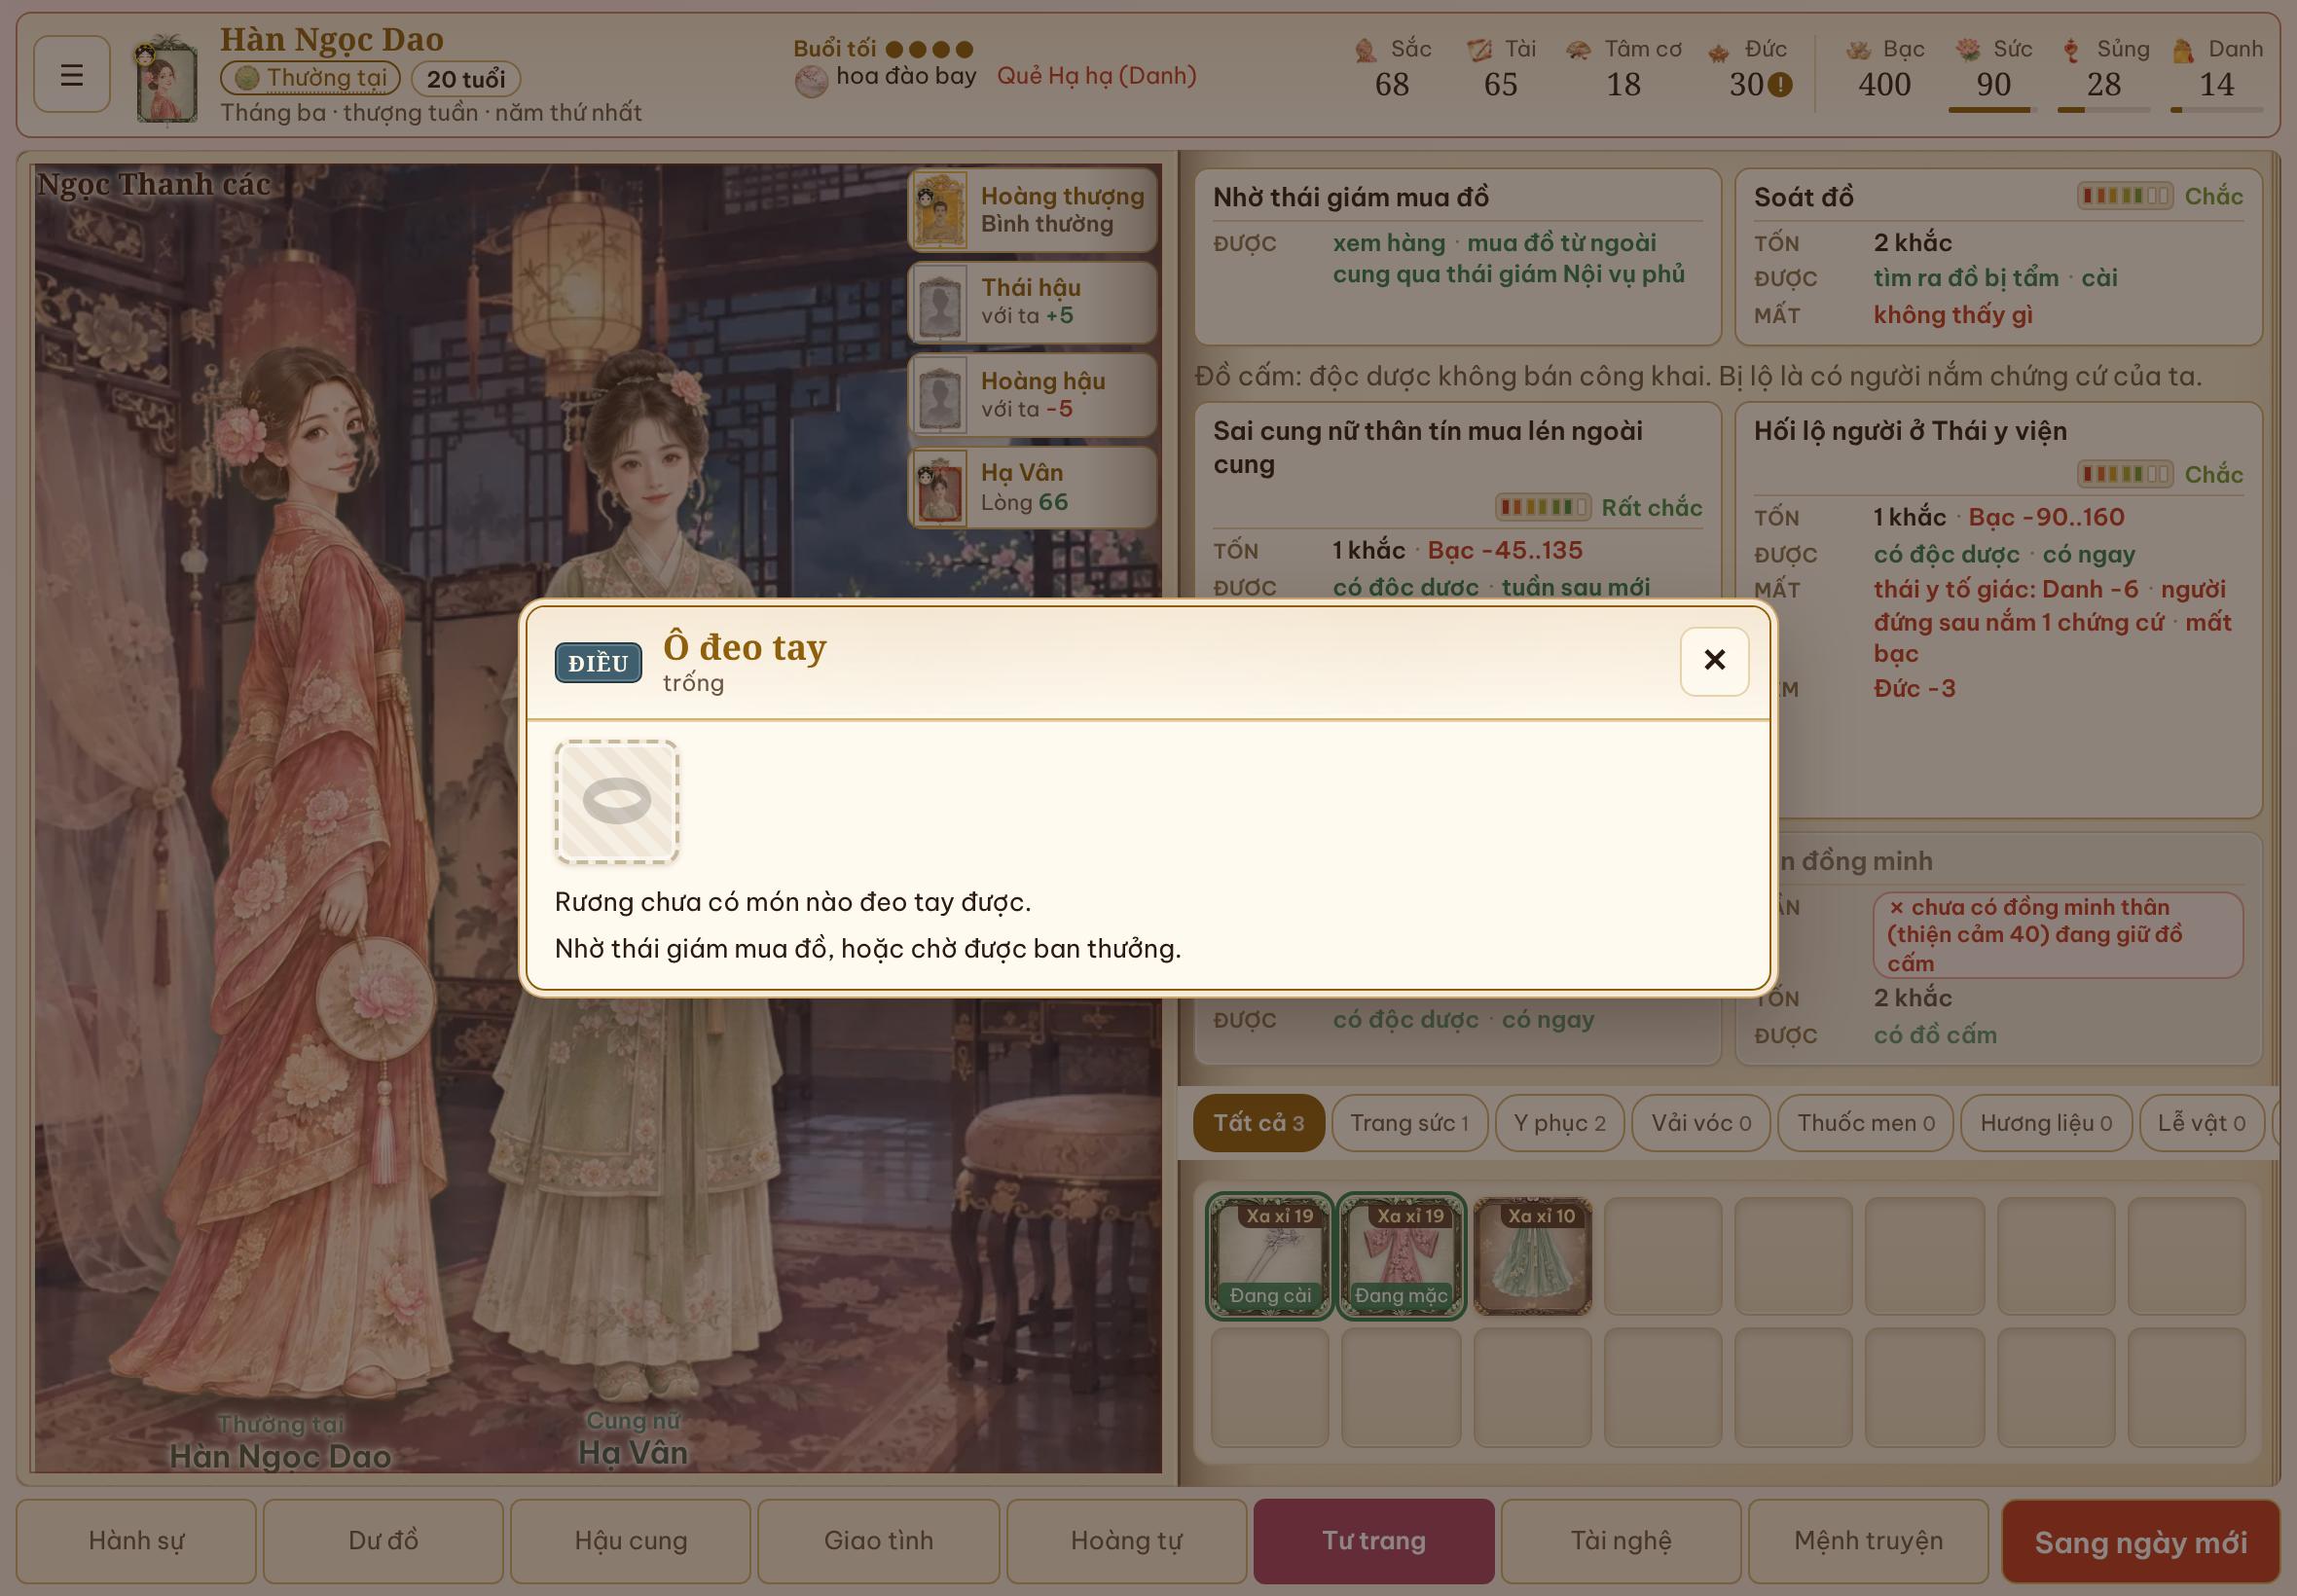 ☰
Hàn Ngọc Dao
Thường tại
20 tuổi
Tháng ba · thượng tuần · năm thứ nhất
Buổi tối
hoa đào bay Quẻ Hạ hạ (Danh)
Sắc
68
Tài
65
Tâm cơ
18
Đức
30 !
Bạc
400
Sức
90
Sủng
28
Danh
14
Ngọc Thanh các
Hoàng thượng
Bình thường
Thái hậu
với ta +5
Hoàng hậu
với ta -5
Hạ Vân
Lòng 66
Thường tại
Hàn Ngọc Dao
Cung nữ
Hạ Vân
Nhờ thái giám mua đồ
ĐƯỢC xem hàng · mua đồ từ ngoài
cung qua thái giám Nội vụ phủ
Soát đồ Chắc
TỐN 2 khắc
ĐƯỢC tìm ra đồ bị tẩm · cài
MẤT không thấy gì
Đồ cấm: độc dược không bán công khai. Bị lộ là có người nắm chứng cứ của ta.
Sai cung nữ thân tín mua lén ngoài
cung
Rất chắc
TỐN 1 khắc · Bạc -45..135
ĐƯỢC có độc dược · tuần sau mới
Hối lộ người ở Thái y viện
Chắc
TỐN 1 khắc · Bạc -90..160
ĐƯỢC có độc dược · có ngay
MẤT thái y tố giác: Danh -6 · người
đứng sau nắm 1 chứng cứ · mất
bạc
Đức -3
ĐIỀU
Ô đeo tay
trống
✕
Rương chưa có món nào đeo tay được.
Nhờ thái giám mua đồ, hoặc chờ được ban thưởng.
ĐƯỢC có độc dược · có ngay
đồng minh
× chưa có đồng minh thân
(thiện cảm 40) đang giữ đồ
cấm
TỐN 2 khắc
ĐƯỢC có đồ cấm
Tất cả 3
Trang sức 1
Y phục 2
Vải vóc 0
Thuốc men 0
Hương liệu 0
Lễ vật 0
Xa xỉ 19
Đang cài
Xa xỉ 19
Đang mặc
Xa xỉ 10
Hành sự
Dư đồ
Hậu cung
Giao tình
Hoàng tự
Tư trang
Tài nghệ
Mệnh truyện
Sang ngày mới